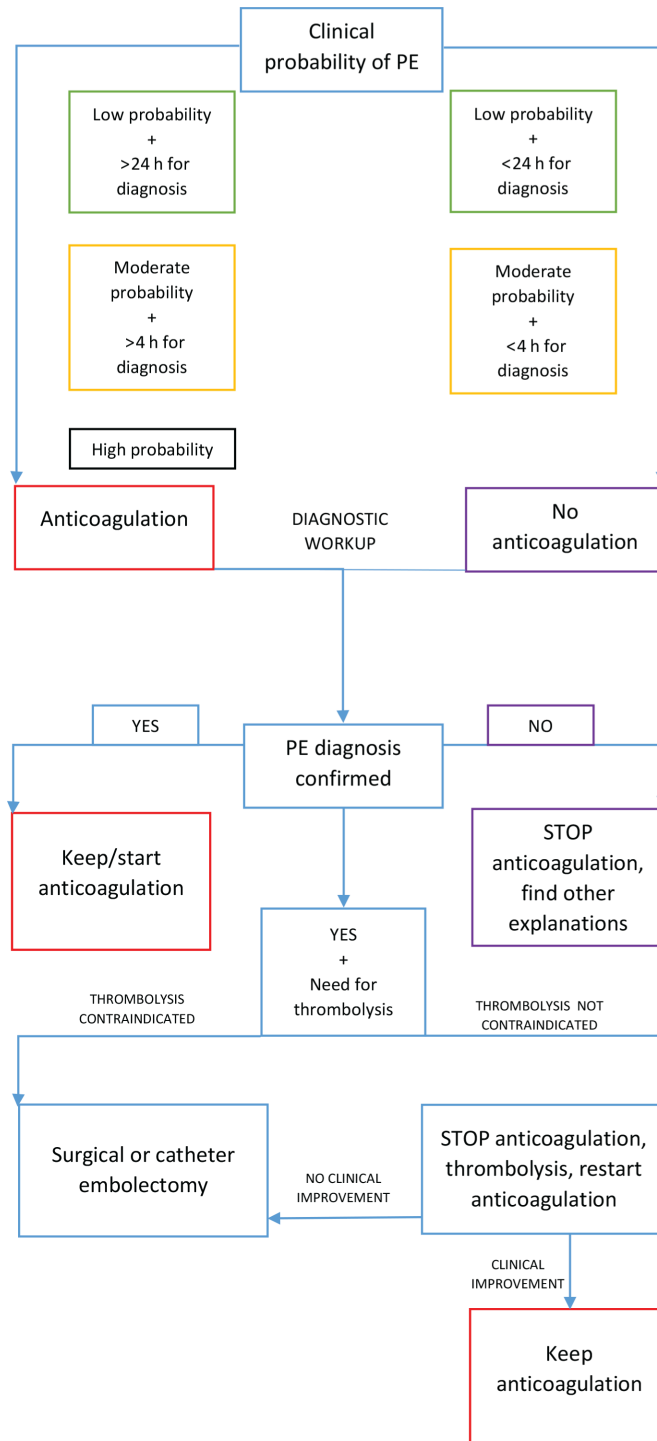 Clinical
probability of PE
Low probability
+
>24 h for
diagnosis
Low probability
+
<24 h for
diagnosis
Moderate
probability
+
>4 h for
diagnosis
Moderate
probability
+
<4 h for
diagnosis
High probability
Anticoagulation
DIAGNOSTIC
WORKUP
No
anticoagulation
YES
PE diagnosis
confirmed
NO
Keep/start
anticoagulation
STOP
anticoagulation,
find other
explanations
YES
+
Need for
thrombolysis
THROMBOLYSIS
CONTRAINDICATED
THROMBOLYSIS NOT
CONTRAINDICATED
Surgical or catheter
embolectomy
NO CLINICAL
IMPROVEMENT
STOP anticoagulation,
thrombolysis, restart
anticoagulation
CLINICAL
IMPROVEMENT
Keep
anticoagulation